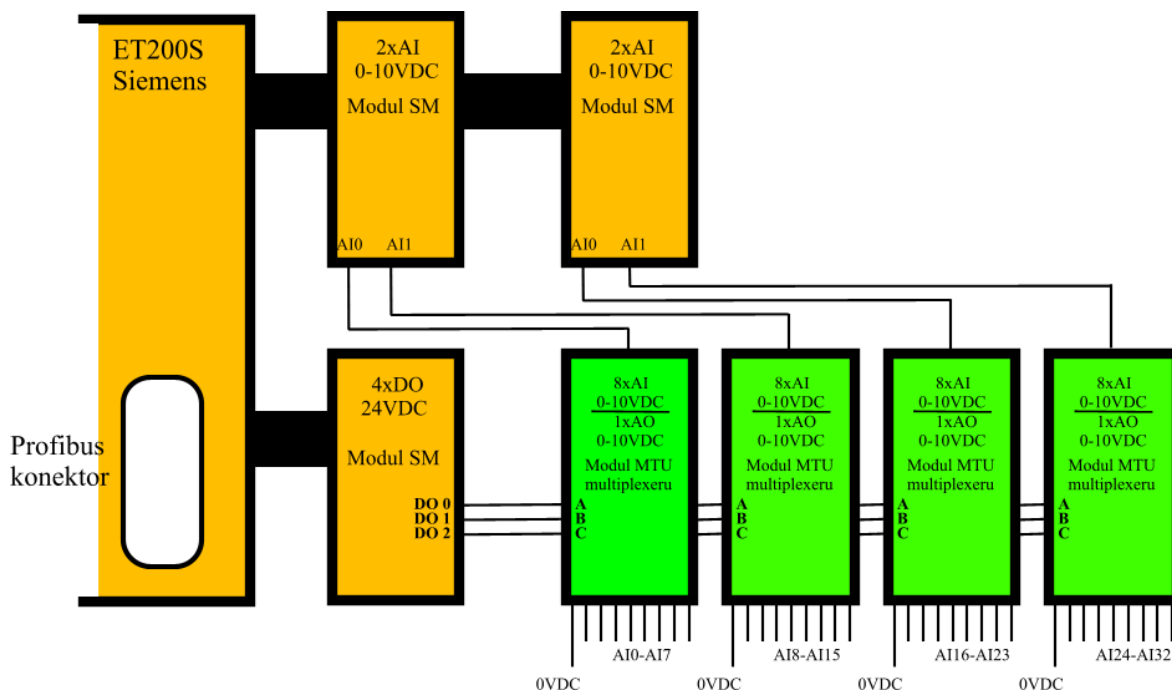 ET200S
Siemens
2xAI
0-10VDC
Modul SM
AI0 AI1
2xAI
0-10VDC
Modul SM
AI0 AI1
Profibus
konektor
4xDO
24VDC
Modul SM
DO 0
DO 1
DO 2
8xAI
0-10VDC
1xAO
0-10VDC
Modul MTU
multiplexeru
A
B
C
8xAI
0-10VDC
1xAO
0-10VDC
Modul MTU
multiplexeru
A
B
C
8xAI
0-10VDC
1xAO
0-10VDC
Modul MTU
multiplexeru
A
B
C
8xAI
0-10VDC
1xAO
0-10VDC
Modul MTU
multiplexeru
A
B
C
AI0-AI7 AI8-AI15 AI16-AI23 AI24-AI32
0VDC 0VDC 0VDC 0VDC